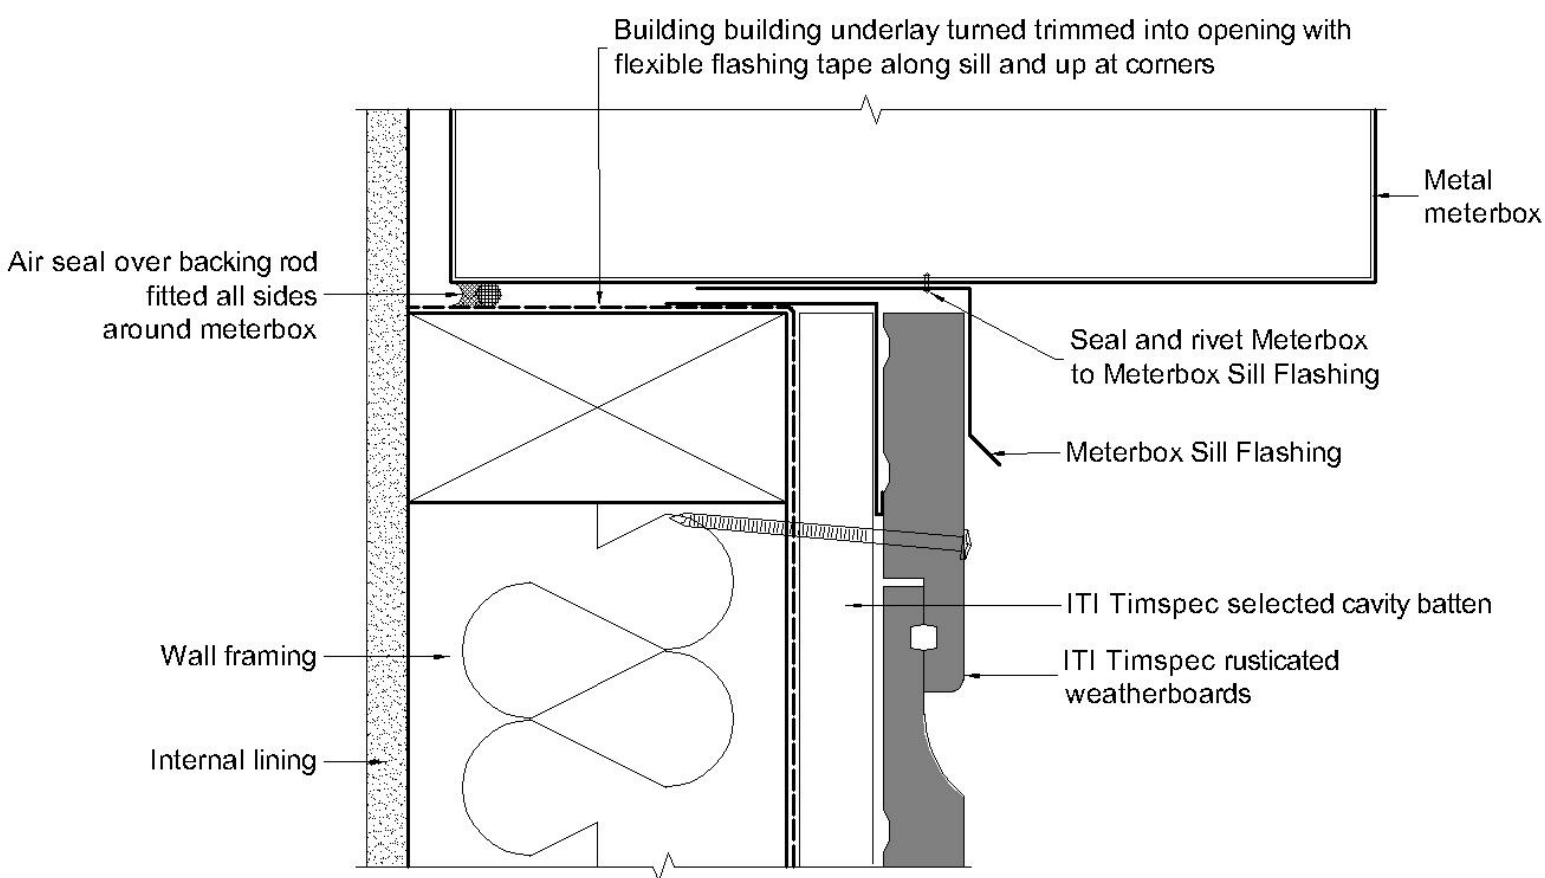 Building building underlay turned trimmed into opening with
flexible flashing tape along sill and up at corners
Metal
meterbox
Air seal over backing rod
fitted all sides
around meterbox
Seal and rivet Meterbox
to Meterbox Sill Flashing
Meterbox Sill Flashing
ITI Timspec selected cavity batten
Wall framing
ITI Timspec rusticated
weatherboards
Internal lining